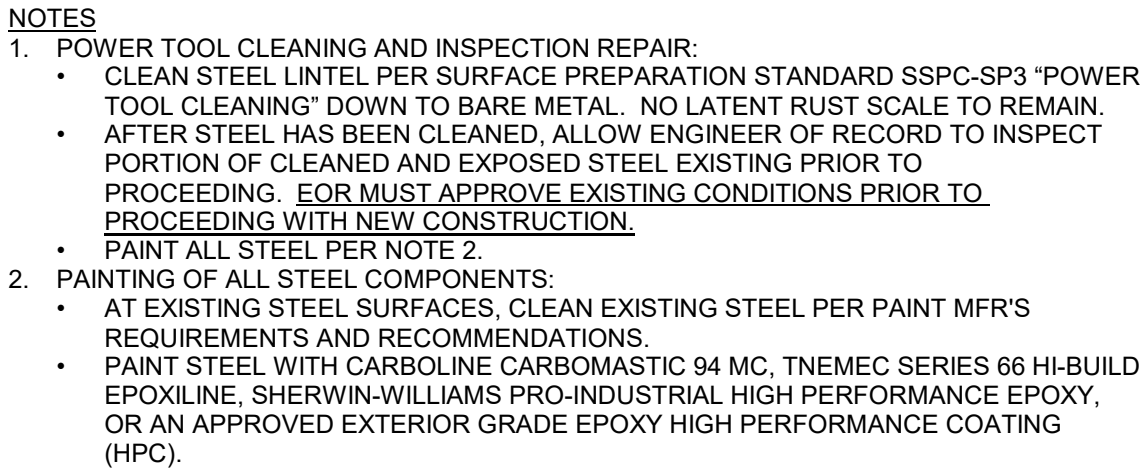 NOTES
1. POWER TOOL CLEANING AND INSPECTION REPAIR:
• CLEAN STEEL LINTEL PER SURFACE PREPARATION STANDARD SSPC-SP3 “POWER
TOOL CLEANING” DOWN TO BARE METAL.  NO LATENT RUST SCALE TO REMAIN.
• AFTER STEEL HAS BEEN CLEANED, ALLOW ENGINEER OF RECORD TO INSPECT
PORTION OF CLEANED AND EXPOSED STEEL EXISTING PRIOR TO
PROCEEDING.  EOR MUST APPROVE EXISTING CONDITIONS PRIOR TO
PROCEEDING WITH NEW CONSTRUCTION.
• PAINT ALL STEEL PER NOTE 2.
2. PAINTING OF ALL STEEL COMPONENTS:
• AT EXISTING STEEL SURFACES, CLEAN EXISTING STEEL PER PAINT MFR'S
REQUIREMENTS AND RECOMMENDATIONS.
• PAINT STEEL WITH CARBOLINE CARBOMASTIC 94 MC, TNEMEC SERIES 66 HI-BUILD
EPOXILINE, SHERWIN-WILLIAMS PRO-INDUSTRIAL HIGH PERFORMANCE EPOXY,
OR AN APPROVED EXTERIOR GRADE EPOXY HIGH PERFORMANCE COATING
(HPC).